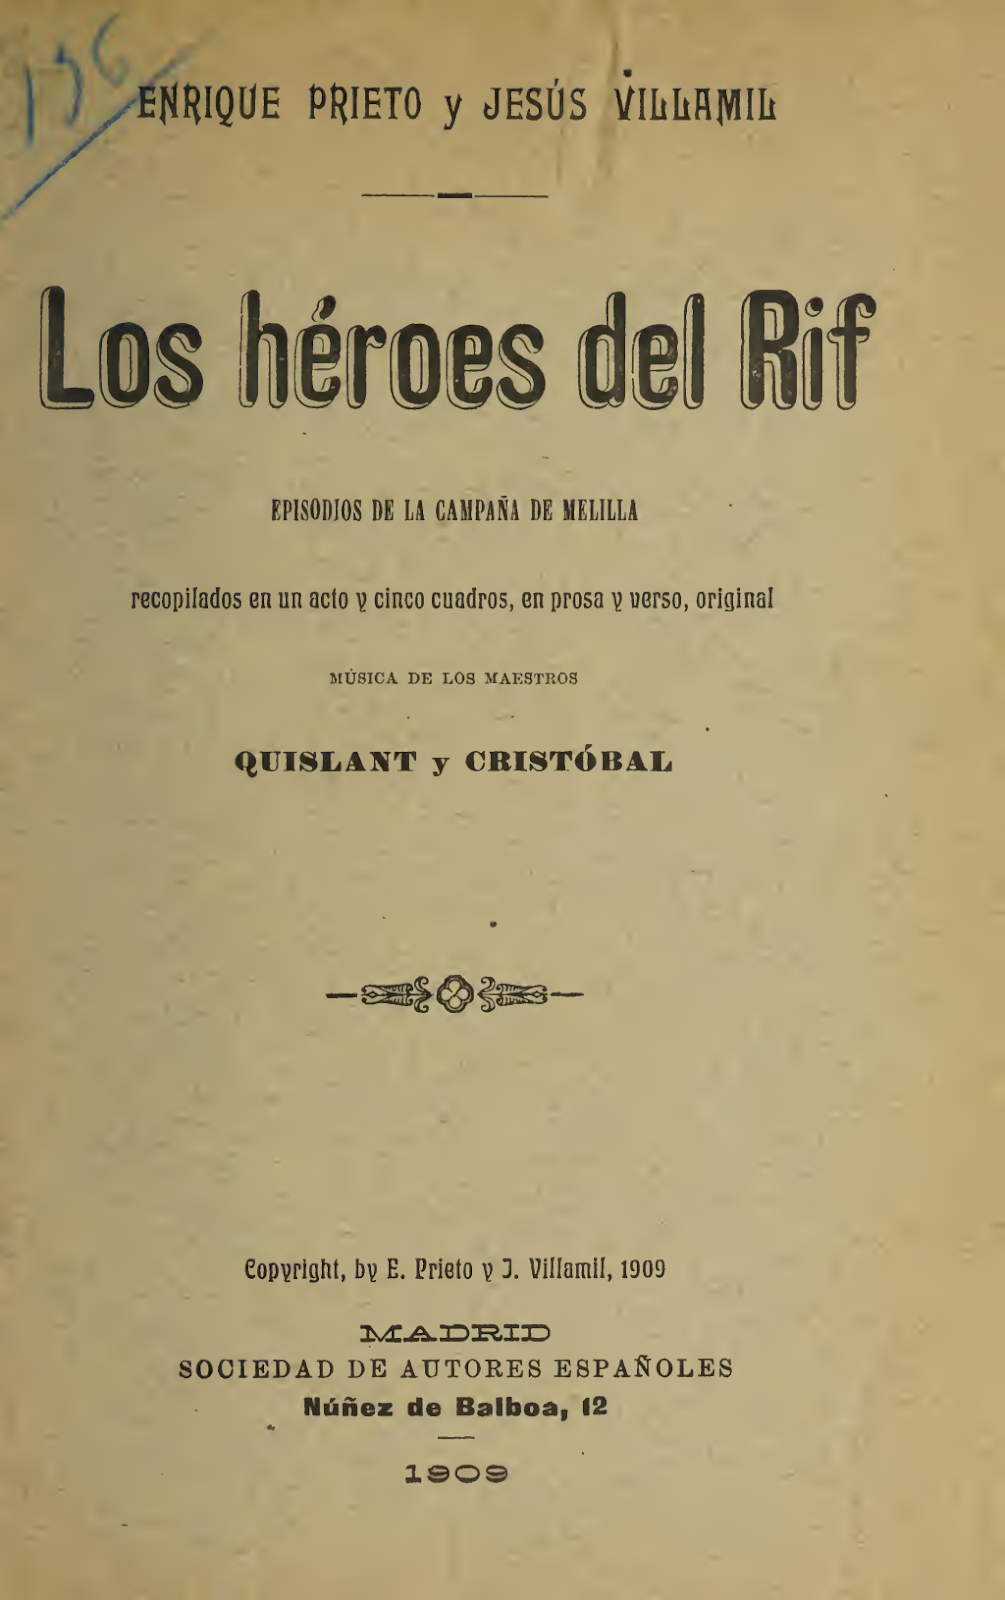 196
ENRIQUE PRIETO y JESÚS VILLAMIL
Los héroes del Rif
EPISODIOS DE LA CAMPAÑA DE MELILLA
recopilados en un acto y cinco cuadros, en prosa y verso, original
MÚSICA DE LOS MAESTROS
QUISLANT y CRISTÓBAL
Copyright, by E. Prieto y J. Villamil, 1909
MADRID
SOCIEDAD DE AUTORES ESPAÑOLES
Núñez de Balboa, 12
1909